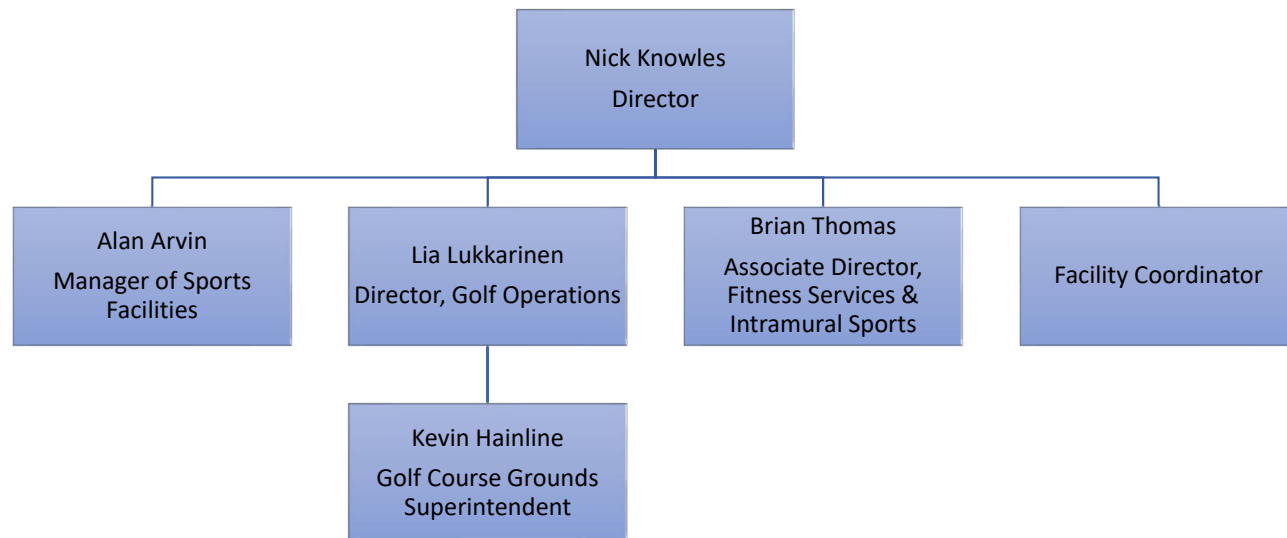 Nick Knowles
Director
Alan Arvin
Manager of Sports
Facilities
Lia Lukkarinen
Director, Golf Operations
Brian Thomas
Associate Director,
Fitness Services &
Intramural Sports
Facility Coordinator
Kevin Hainline
Golf Course Grounds
Superintendent